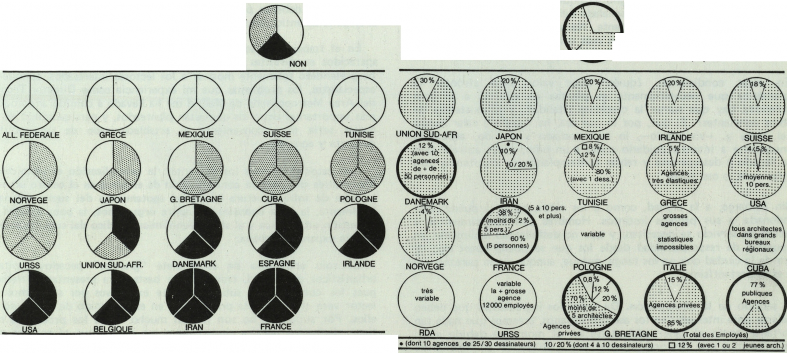 NON
ALL. FEDERALE GRECE MEXIQUE SUISSE TUNISIE
NORVEGE JAPON G. BRETAGNE CUBA POLOGNE
URSS UNION SUD-AFR. DANEMARK ESPAGNE IRLANDE
USA BELGIQUE IRAN FRANCE
30% 20% 20% 20% 18%
UNION SUD-AFR JAPON MEXIQUE IRLANDE SUISSE
12%
(avec 10
agences
de + de
50 personnes)
10%
10/20%
8%
12%
80%
(avec 1 dess.)
5%
Agences
très élastiques
4/5%
moyenne
10 pers.
DANEMARK IRAN TUNISIE GRECE USA
4%
(5 à 10 pers.
et plus)
38%
(moins de
5 pers.)
2%
60%
(5 personnes)
variable
grosses
agences
statistiques
impossibles
tous architectes
dans grands
bureaux
régionaux
NORVEGE FRANCE POLOGNE ITALIE CUBA
très
variable
variable
la + grosse
agence
12000 employés
0,8%
12%
70%
20%
moins de
5 architectes
15%
Agences privées
85%
77%
publiques
Agences
RDA URSS Agences privées G. BRETAGNE (Total des Employés)
• (dont 10 agences de 25/30 dessinateurs) 10/20% (dont 4 à 10 dessinateurs) □ 12% (avec 1 ou 2 jeunes arch.)